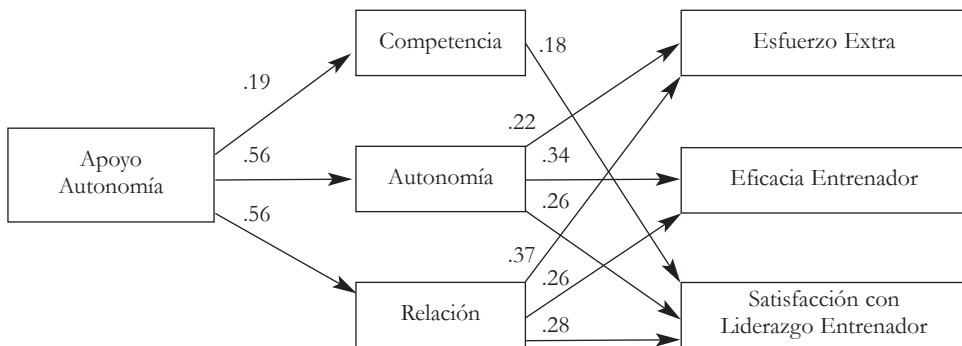 Competencia
Esfuerzo Extra
.18
.19
.22
Apoyo
Autonomía
.56
Autonomía
.34
Eficacia Entrenador
.26
.56
.37
.26
Relación
.28
Satisfacción con
Liderazgo Entrenador